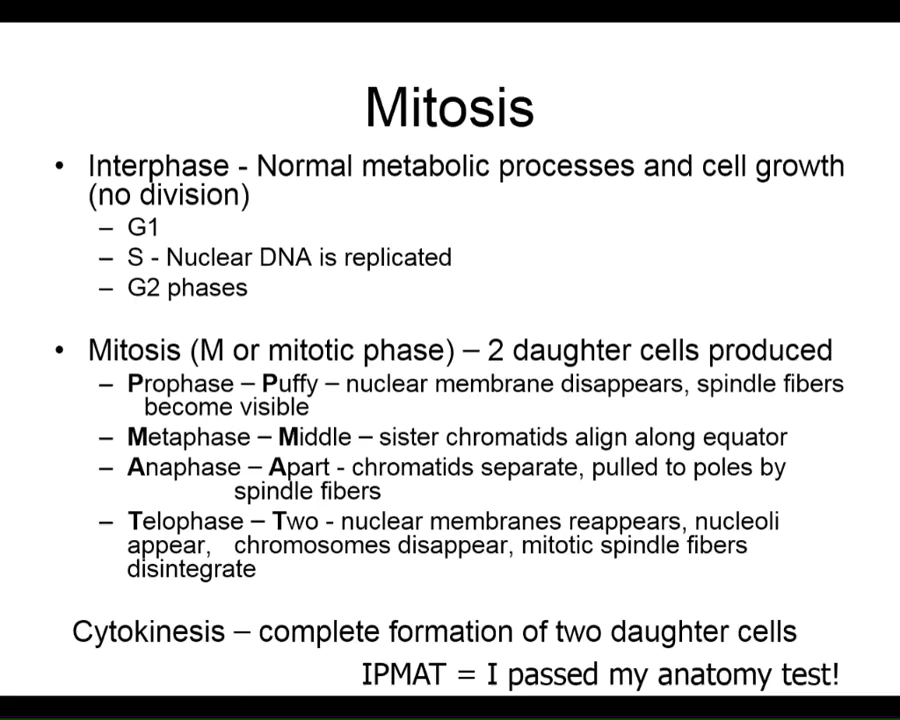 Mitosis
• Interphase - Normal metabolic processes and cell growth
(no division)
– G1
– S - Nuclear DNA is replicated
– G2 phases
• Mitosis (M or mitotic phase) – 2 daughter cells produced
– Prophase – Puffy – nuclear membrane disappears, spindle fibers
become visible
– Metaphase – Middle – sister chromatids align along equator
– Anaphase – Apart - chromatids separate, pulled to poles by
spindle fibers
– Telophase – Two - nuclear membranes reappears, nucleoli
appear, chromosomes disappear, mitotic spindle fibers
disintegrate
Cytokinesis – complete formation of two daughter cells
IPMAT = I passed my anatomy test!